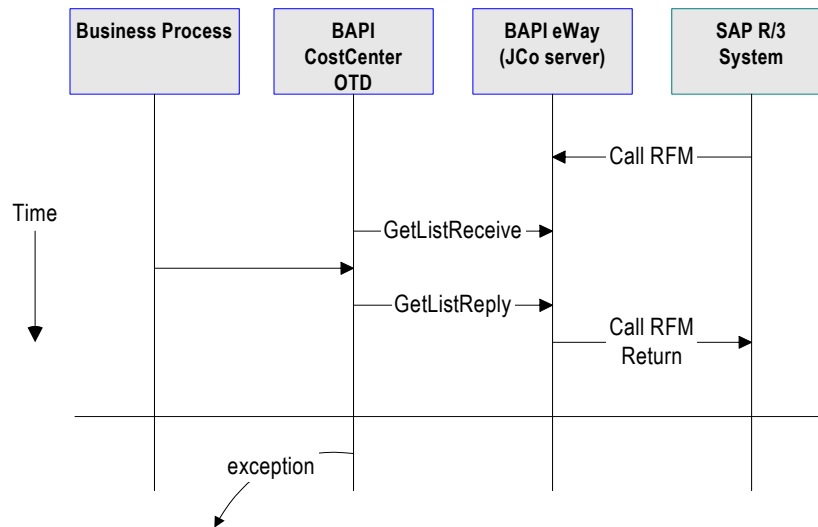 Business Process
BAPI
CostCenter
OTD
BAPI eWay
(JCo server)
SAP R/3
System
Call RFM
Time
GetListReceive
GetListReply
Call RFM
Return
exception